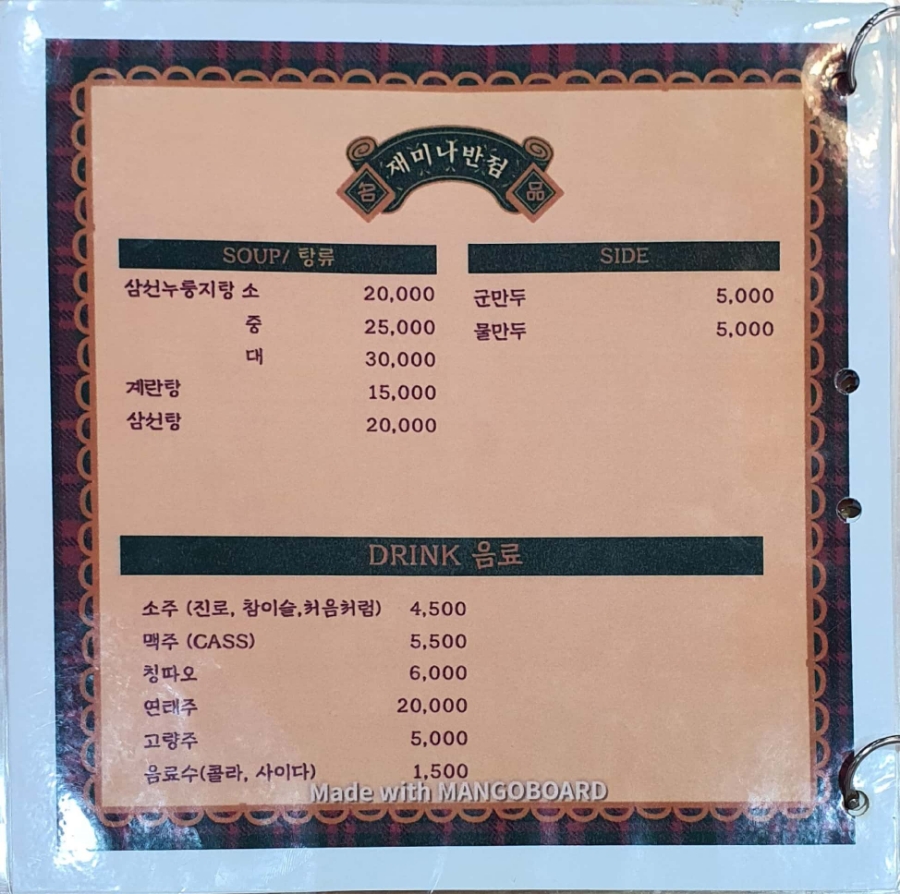 재미나반점
名 品
SOUP/ 탕류
삼선누룽지탕 소 20,000
중 25,000
대 30,000
계란탕 15,000
삼선탕 20,000
SIDE
군만두 5,000
물만두 5,000
DRINK 음료
소주 (진로, 참이슬,처음처럼) 4,500
맥주 (CASS) 5,500
칭따오 6,000
연태주 20,000
고량주 5,000
음료수(콜라, 사이다) 1,500
Made with MANGOBOARD